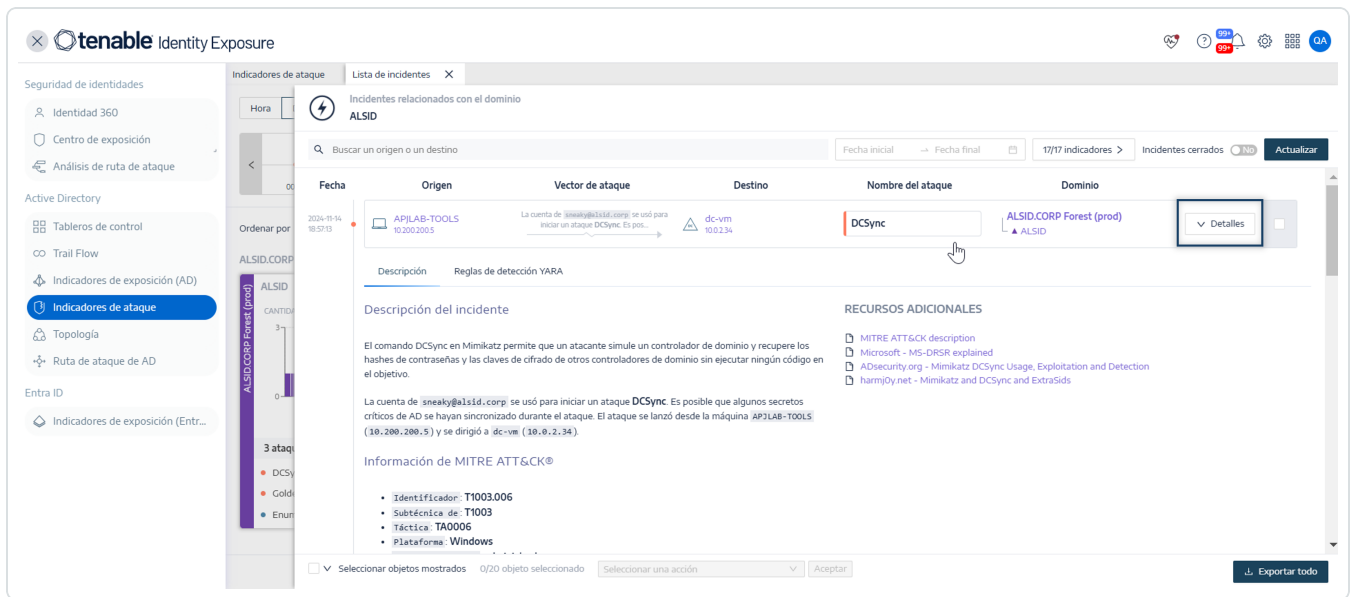 tenable Identity Exposure
99+
99+
QA
Seguridad de identidades
Identidad 360
Centro de exposición
Análisis de ruta de ataque
Active Directory
Tableros de control
Trail Flow
Indicadores de exposición (AD)
Indicadores de ataque
Topología
Ruta de ataque de AD
Entra ID
Indicadores de exposición (Entr...
Indicadores de ataque
Lista de incidentes
Hora
00
Ordenar por
ALSID.CORP
ALSID.CORP Forest (prod)
ALSID
CANTIDA
3
0
3 ataqu
DCSy
Gold
Enur
Incidentes relacionados con el dominio
ALSID
Buscar un origen o un destino
Fecha inicial → Fecha final
17/17 indicadores >
Incidentes cerrados No
Actualizar
Fecha Origen Vector de ataque Destino Nombre del ataque Dominio
2024-11-14
18:57:13
APJLAB-TOOLS
10.200.200.5
La cuenta de sneaky@alsid.corp se usó para
iniciar un ataque DCSync. Es pos...
dc-vm
10.0.2.34
DCSync
ALSID.CORP Forest (prod)
ALSID
Detalles
Descripción Reglas de detección YARA
Descripción del incidente
El comando DCSync en Mimikatz permite que un atacante simule un controlador de dominio y recupere los
hashes de contraseñas y las claves de cifrado de otros controladores de dominio sin ejecutar ningún código en
el objetivo.
La cuenta de sneaky@alsid.corp se usó para iniciar un ataque DCSync. Es posible que algunos secretos
críticos de AD se hayan sincronizado durante el ataque. El ataque se lanzó desde la máquina APJLAB-TOOLS
(10.200.200.5) y se dirigió a dc-vm (10.0.2.34).
Información de MITRE ATT&CK®
Identificador: T1003.006
Subtécnica de: T1003
Táctica: TA0006
Plataforma: Windows
RECURSOS ADICIONALES
MITRE ATT&CK description
Microsoft - MS-DRSR explained
ADsecurity.org - Mimikatz DCSync Usage, Exploitation and Detection
harmj0y.net - Mimikatz and DCSync and ExtraSids
Seleccionar objetos mostrados
0/20 objeto seleccionado
Seleccionar una acción
Aceptar
Exportar todo